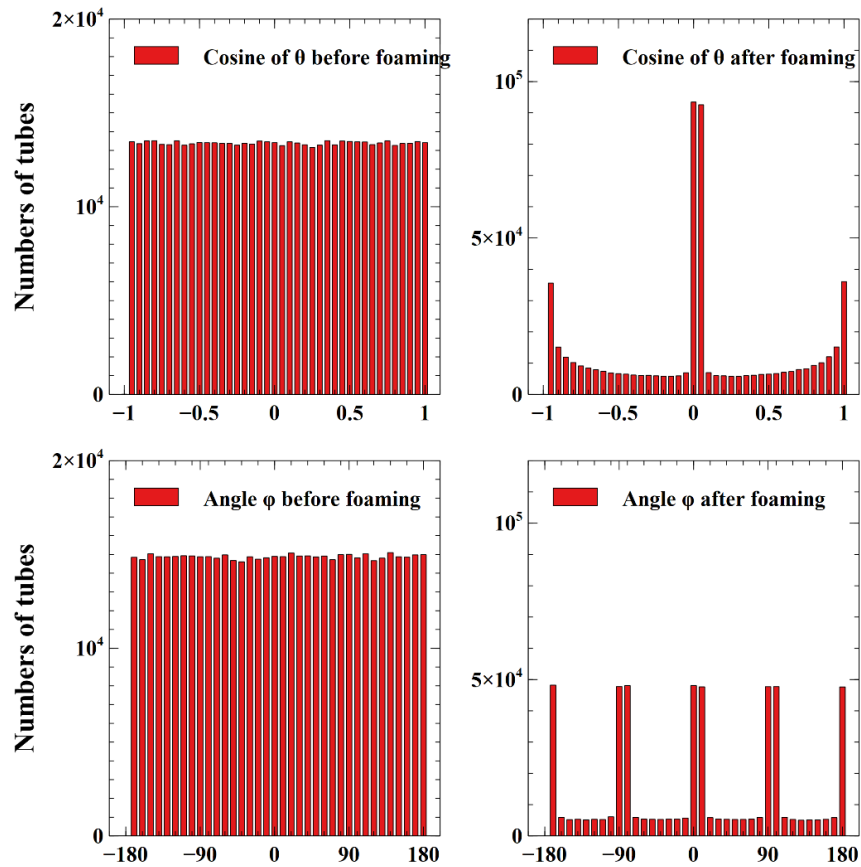 Numbers of tubes
2×10⁴
10⁴
0
Cosine of θ before foaming
−1 −0.5 0 0.5 1
10⁵
5×10⁴
0
Cosine of θ after foaming
−1 −0.5 0 0.5 1
Numbers of tubes
2×10⁴
10⁴
0
Angle φ before foaming
−180 −90 0 90 180
10⁵
5×10⁴
0
Angle φ after foaming
−180 −90 0 90 180